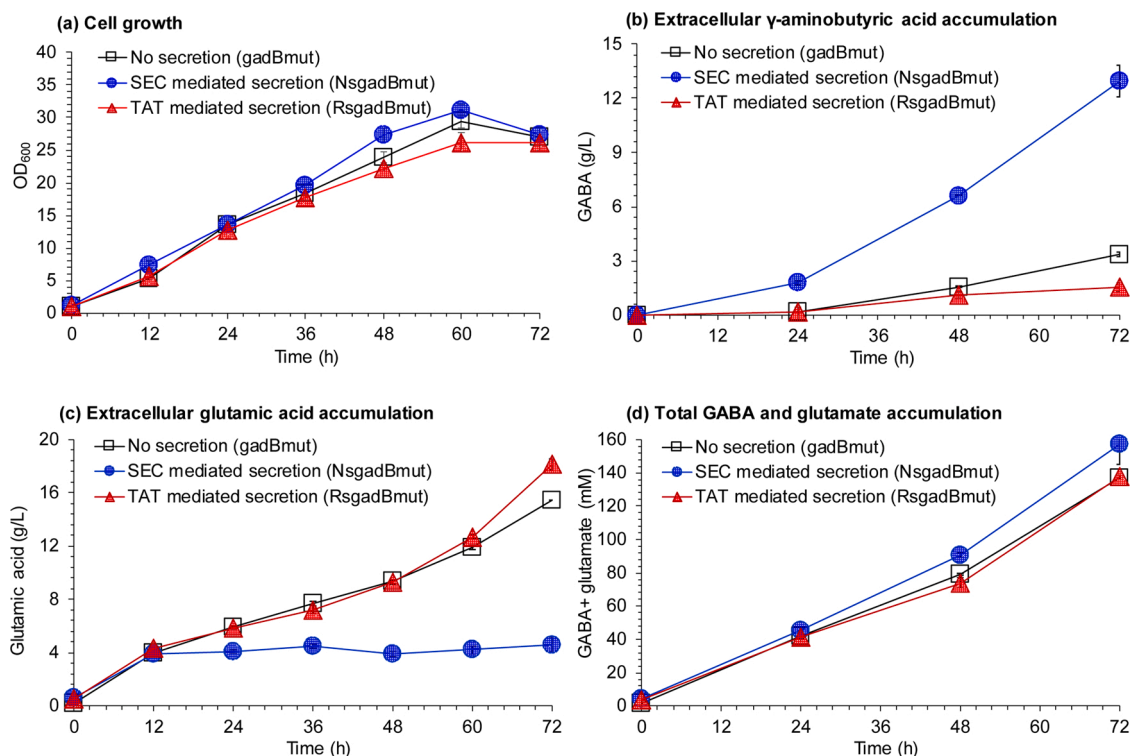 (a) Cell growth
No secretion (gadBmut)
SEC mediated secretion (NsgadBmut)
TAT mediated secretion (RsgadBmut)
OD600
40
35
30
25
20
15
10
5
0
0 12 24 36 48 60 72
Time (h)
(b) Extracellular γ-aminobutyric acid accumulation
No secretion (gadBmut)
SEC mediated secretion (NsgadBmut)
TAT mediated secretion (RsgadBmut)
GABA (g/L)
15
12
9
6
3
0
0 12 24 36 48 60 72
Time (h)
(c) Extracellular glutamic acid accumulation
No secretion (gadBmut)
SEC mediated secretion (NsgadBmut)
TAT mediated secretion (RsgadBmut)
Glutamic acid (g/L)
20
16
12
8
4
0
0 12 24 36 48 60 72
Time (h)
(d) Total GABA and glutamate accumulation
No secretion (gadBmut)
SEC mediated secretion (NsgadBmut)
TAT mediated secretion (RsgadBmut)
GABA+ glutamate (mM)
160
140
120
100
80
60
40
20
0
0 12 24 36 48 60 72
Time (h)